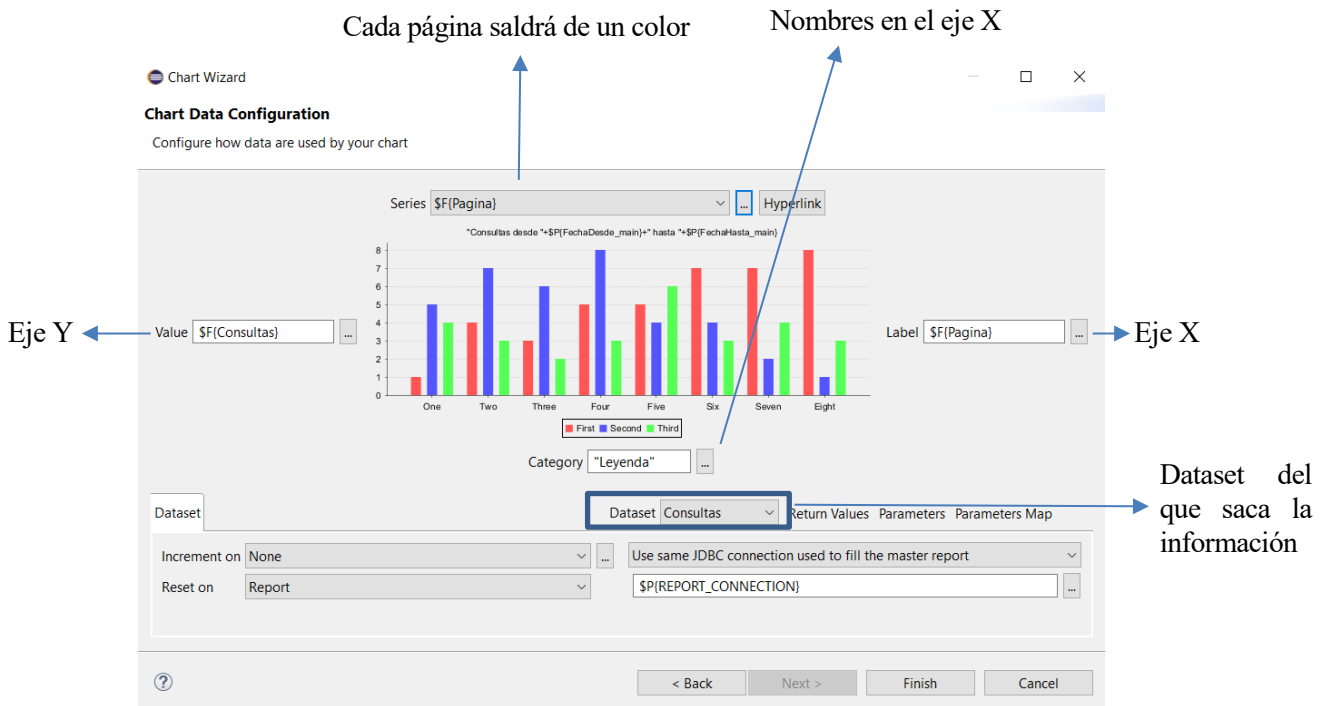 Cada página saldrá de un color
Nombres en el eje X
Chart Wizard
Chart Data Configuration
Configure how data are used by your chart
Series $F{Pagina} ... Hyperlink
"Consultas desde "+$P{FechaDesde_main}+" hasta "+$P{FechaHasta_main}
8
7
6
5
4
3
2
1
0
Eje Y
Value $F{Consultas} ...
Label $F{Pagina} ...
Eje X
One Two Three Four Five Six Seven Eight
First Second Third
Category "Leyenda" ...
Dataset del
que saca la
información
Dataset
Dataset Consultas Return Values Parameters Parameters Map
Increment on None ... Use same JDBC connection used to fill the master report
Reset on Report $P{REPORT_CONNECTION} ...
? < Back Next > Finish Cancel